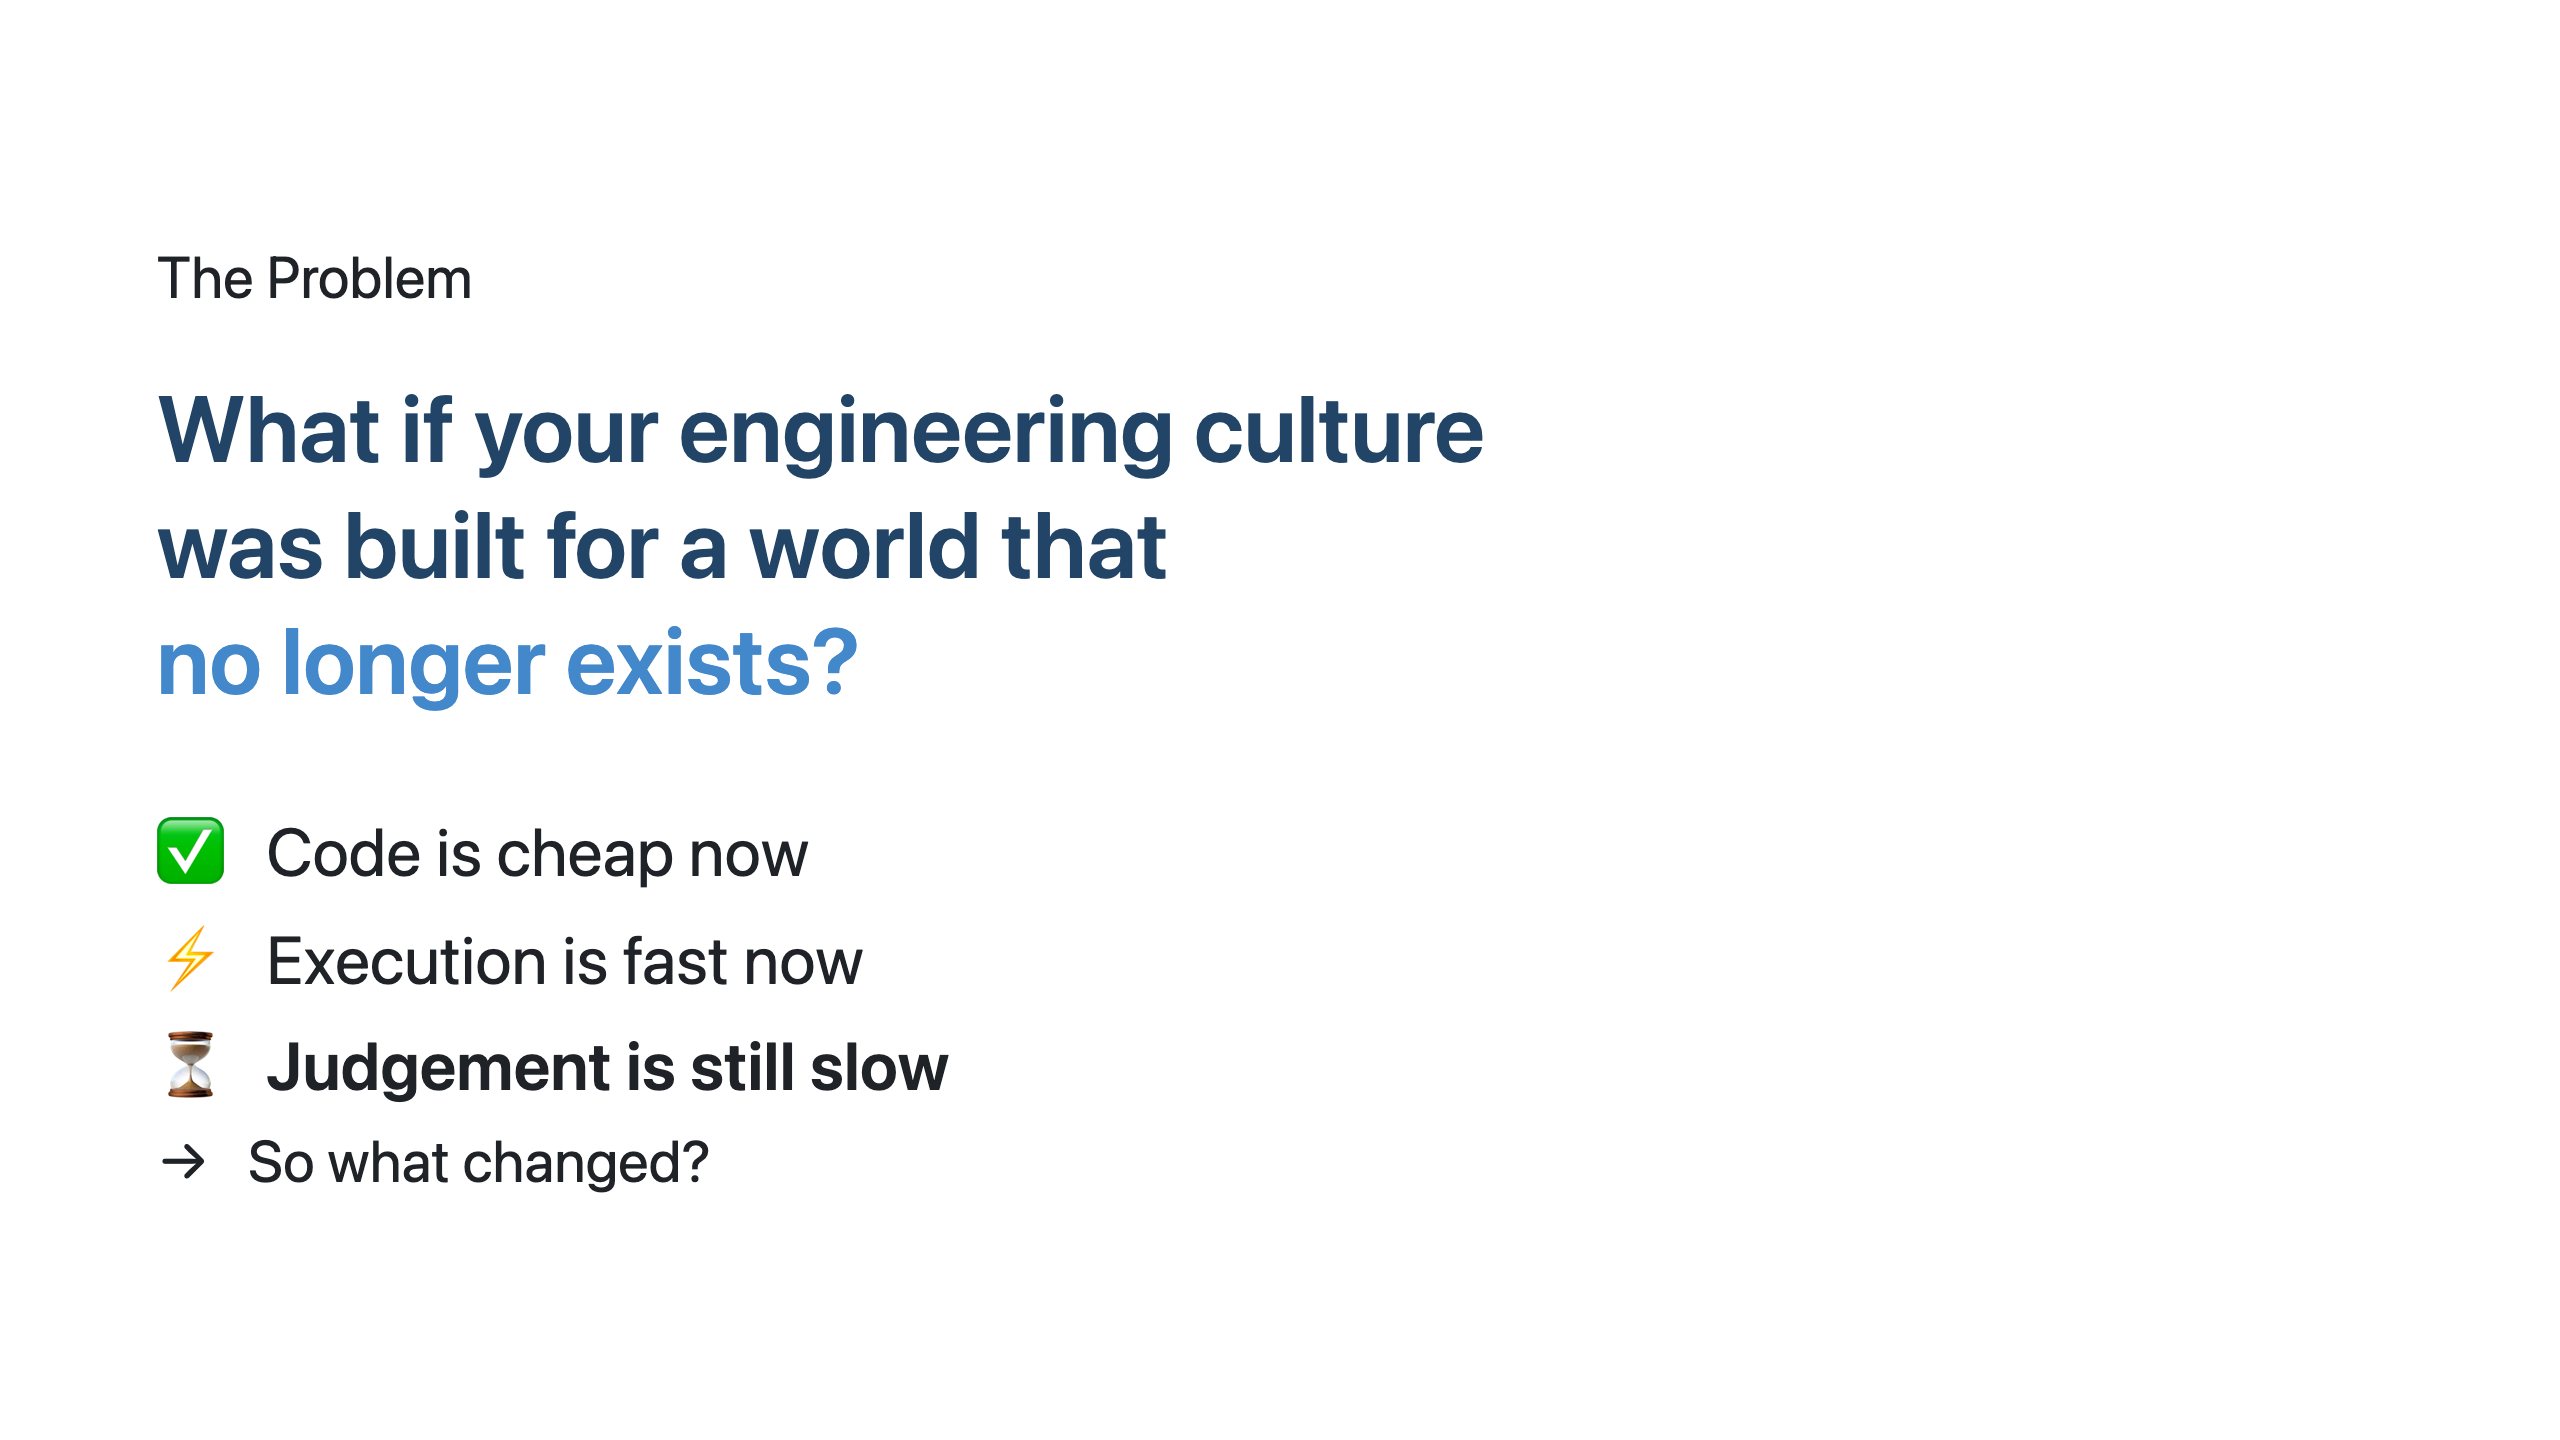 The Problem
What if your engineering culture
was built for a world that
no longer exists?
✅ Code is cheap now
⚡ Execution is fast now
⏳ Judgement is still slow
→ So what changed?